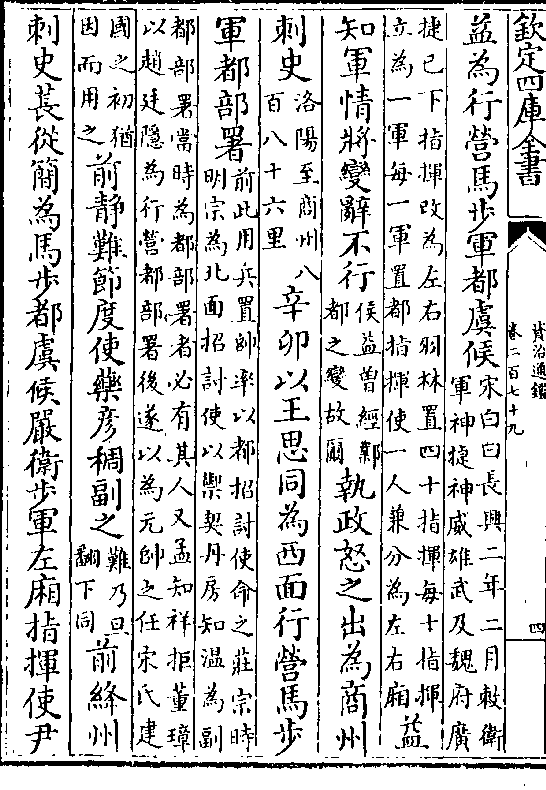 欽定四庫全書
資治通鑑
卷二百七十九
四
益為行營馬步軍都虞候宋白曰長興二年二月敕衛
軍神捷神威雄武及魏府廣
捷已下指揮改為左右羽林置四十指揮每十指揮
立為一軍每一軍置都指揮使一人兼分為左右廂益
知軍情將變辭不行侯益曽經鄴
都之變故爾執政怒之出為商州
刺史洛陽至商州八
百八十六里辛卯以王思同為西面行營馬步
軍都部署前此用兵置帥率以都招討使命之莊宗時
明宗為北面招討使以禦契丹房知溫為副
都部署當時為都部署者必有其人又孟知祥拒董璋
以趙廷隱為行營都部署後遂以為元帥之任宋氏建
國之初猶
因而用之前静難節度使藥彦稠副之難乃旦
翻下同前絳州
刺史萇從簡為馬步都虞候嚴衛步軍左廂指揮使尹